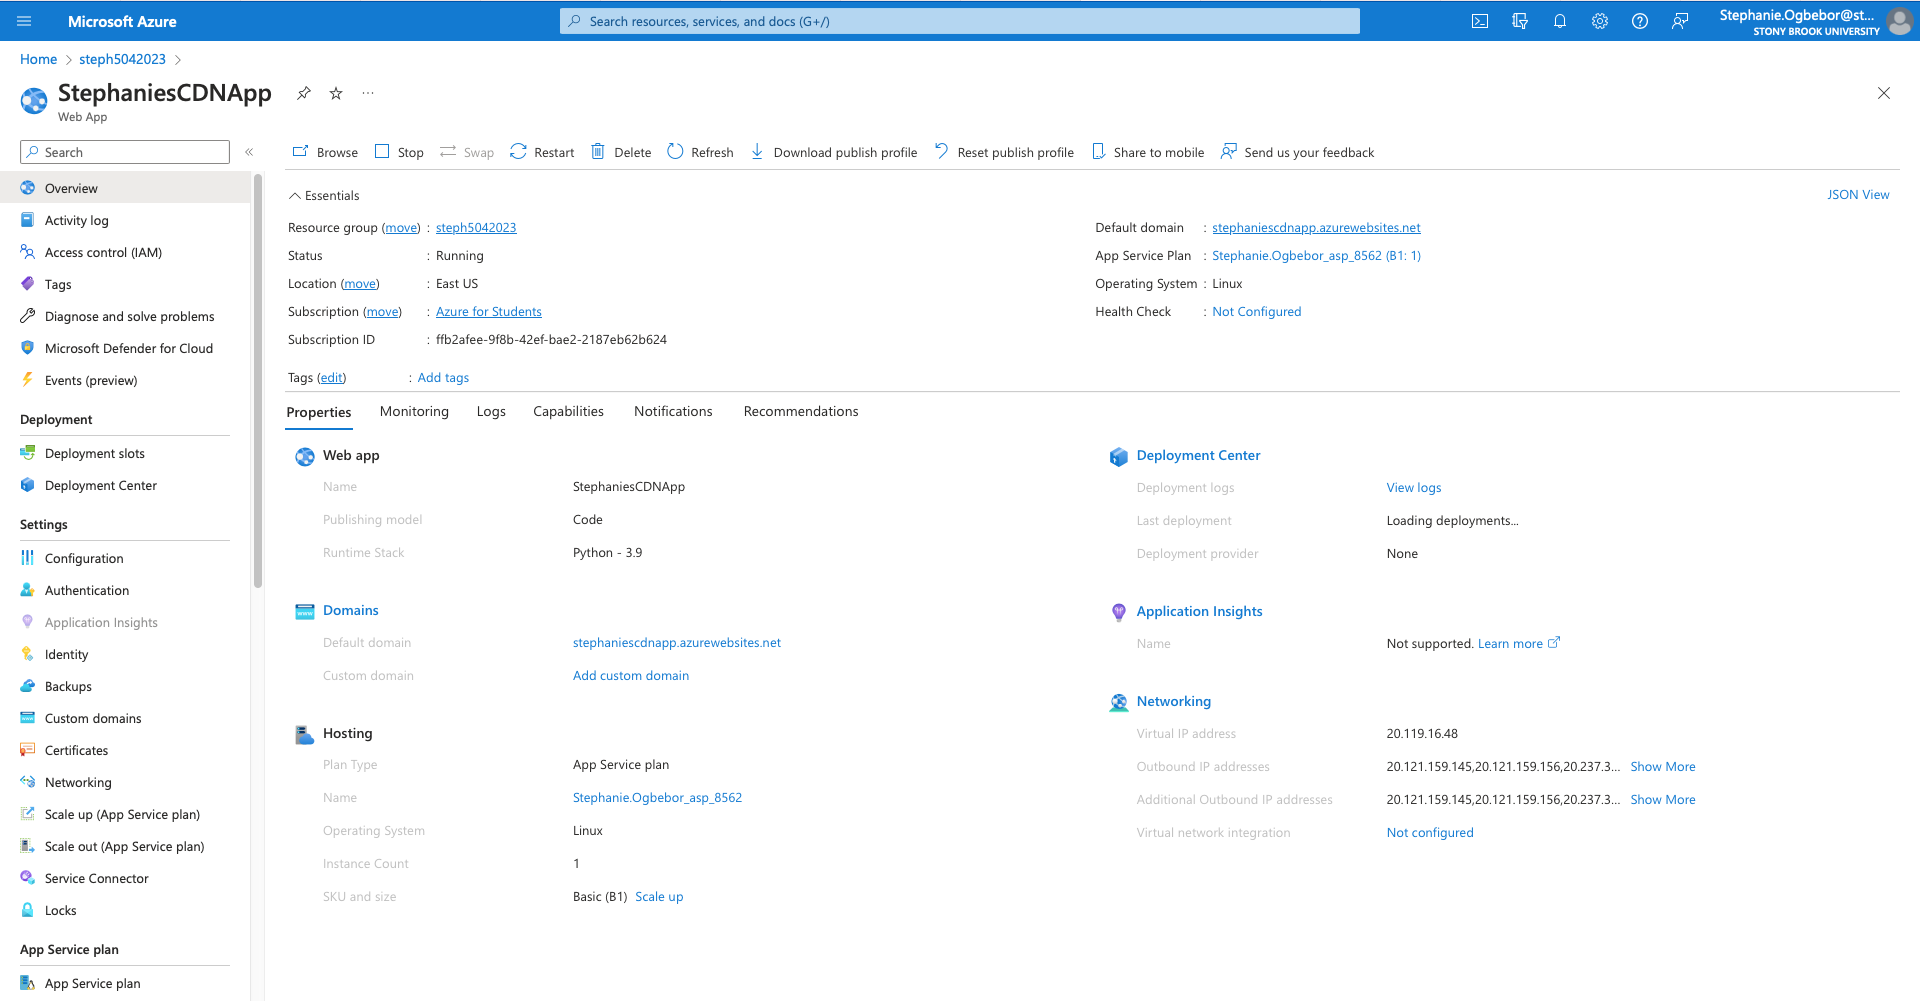 Microsoft Azure
Search resources, services, and docs (G+/)
Stephanie.Ogbebor@st...
STONY BROOK UNIVERSITY
Home > steph5042023 >
StephaniesCDNApp
Web App
Search
Browse Stop Swap Restart Delete Refresh Download publish profile Reset publish profile Share to mobile Send us your feedback
Overview
Activity log
Access control (IAM)
Tags
Diagnose and solve problems
Microsoft Defender for Cloud
Events (preview)
Deployment
Deployment slots
Deployment Center
Settings
Configuration
Authentication
Application Insights
Identity
Backups
Custom domains
Certificates
Networking
Scale up (App Service plan)
Scale out (App Service plan)
Service Connector
Locks
App Service plan
App Service plan
Essentials
JSON View
Resource group (move) : steph5042023
Status : Running
Location (move) : East US
Subscription (move) : Azure for Students
Subscription ID : ffb2afee-9f8b-42ef-bae2-2187eb62b624
Default domain : stephaniescdnapp.azurewebsites.net
App Service Plan : Stephanie.Ogbebor_asp_8562 (B1: 1)
Operating System : Linux
Health Check : Not Configured
Tags (edit) : Add tags
Properties Monitoring Logs Capabilities Notifications Recommendations
Web app
Name StephaniesCDNApp
Publishing model Code
Runtime Stack Python - 3.9
Domains
Default domain stephaniescdnapp.azurewebsites.net
Custom domain Add custom domain
Hosting
Plan Type App Service plan
Name Stephanie.Ogbebor_asp_8562
Operating System Linux
Instance Count 1
SKU and size Basic (B1) Scale up
Deployment Center
Deployment logs View logs
Last deployment Loading deployments...
Deployment provider None
Application Insights
Name Not supported. Learn more
Networking
Virtual IP address 20.119.16.48
Outbound IP addresses 20.121.159.145,20.121.159.156,20.237.3... Show More
Additional Outbound IP addresses 20.121.159.145,20.121.159.156,20.237.3... Show More
Virtual network integration Not configured